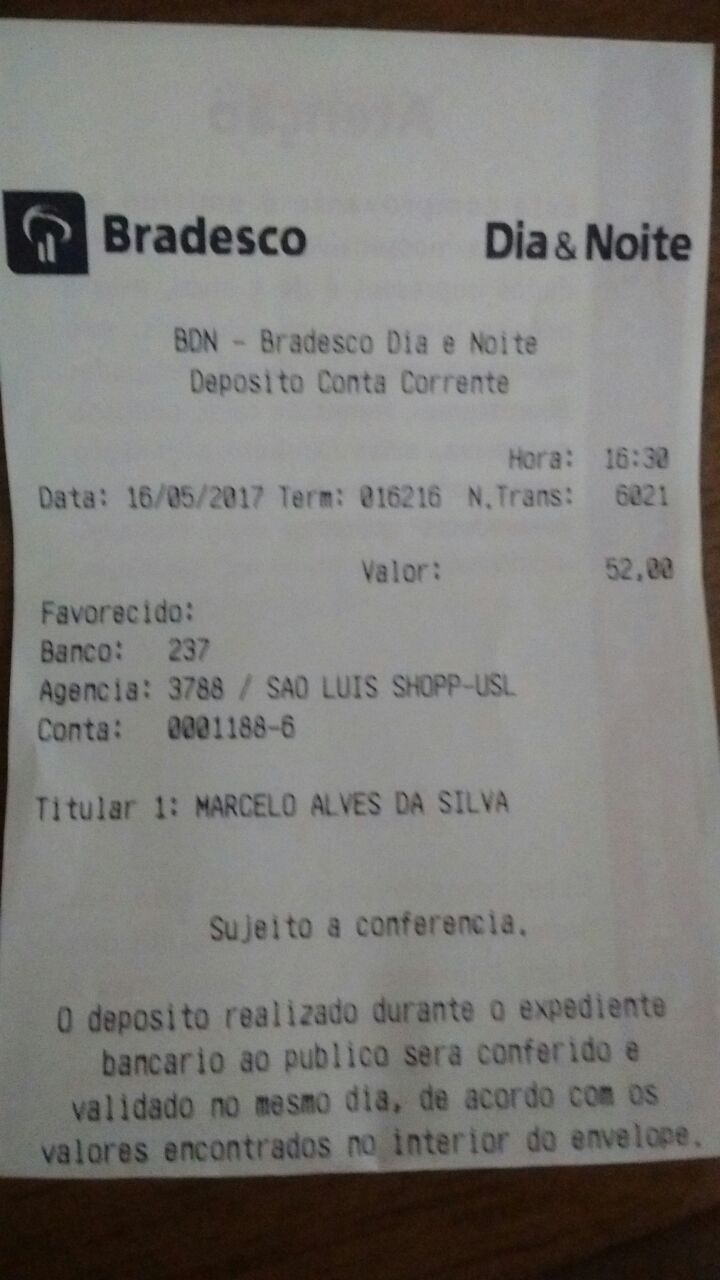 Atenção
Bradesco Dia & Noite
BDN - Bradesco Dia e Noite
Deposito Conta Corrente
Hora: 16:30
Data: 16/05/2017 Term: 016216 N.Trans: 6021
Valor: 52,00
Favorecido:
Banco: 237
Agencia: 3788 / SAO LUIS SHOPP-USL
Conta: 0001188-6
Titular 1: MARCELO ALVES DA SILVA
Sujeito a conferencia.
O deposito realizado durante o expediente
bancario ao publico sera conferido e
validado no mesmo dia, de acordo com os
valores encontrados no interior do envelope.